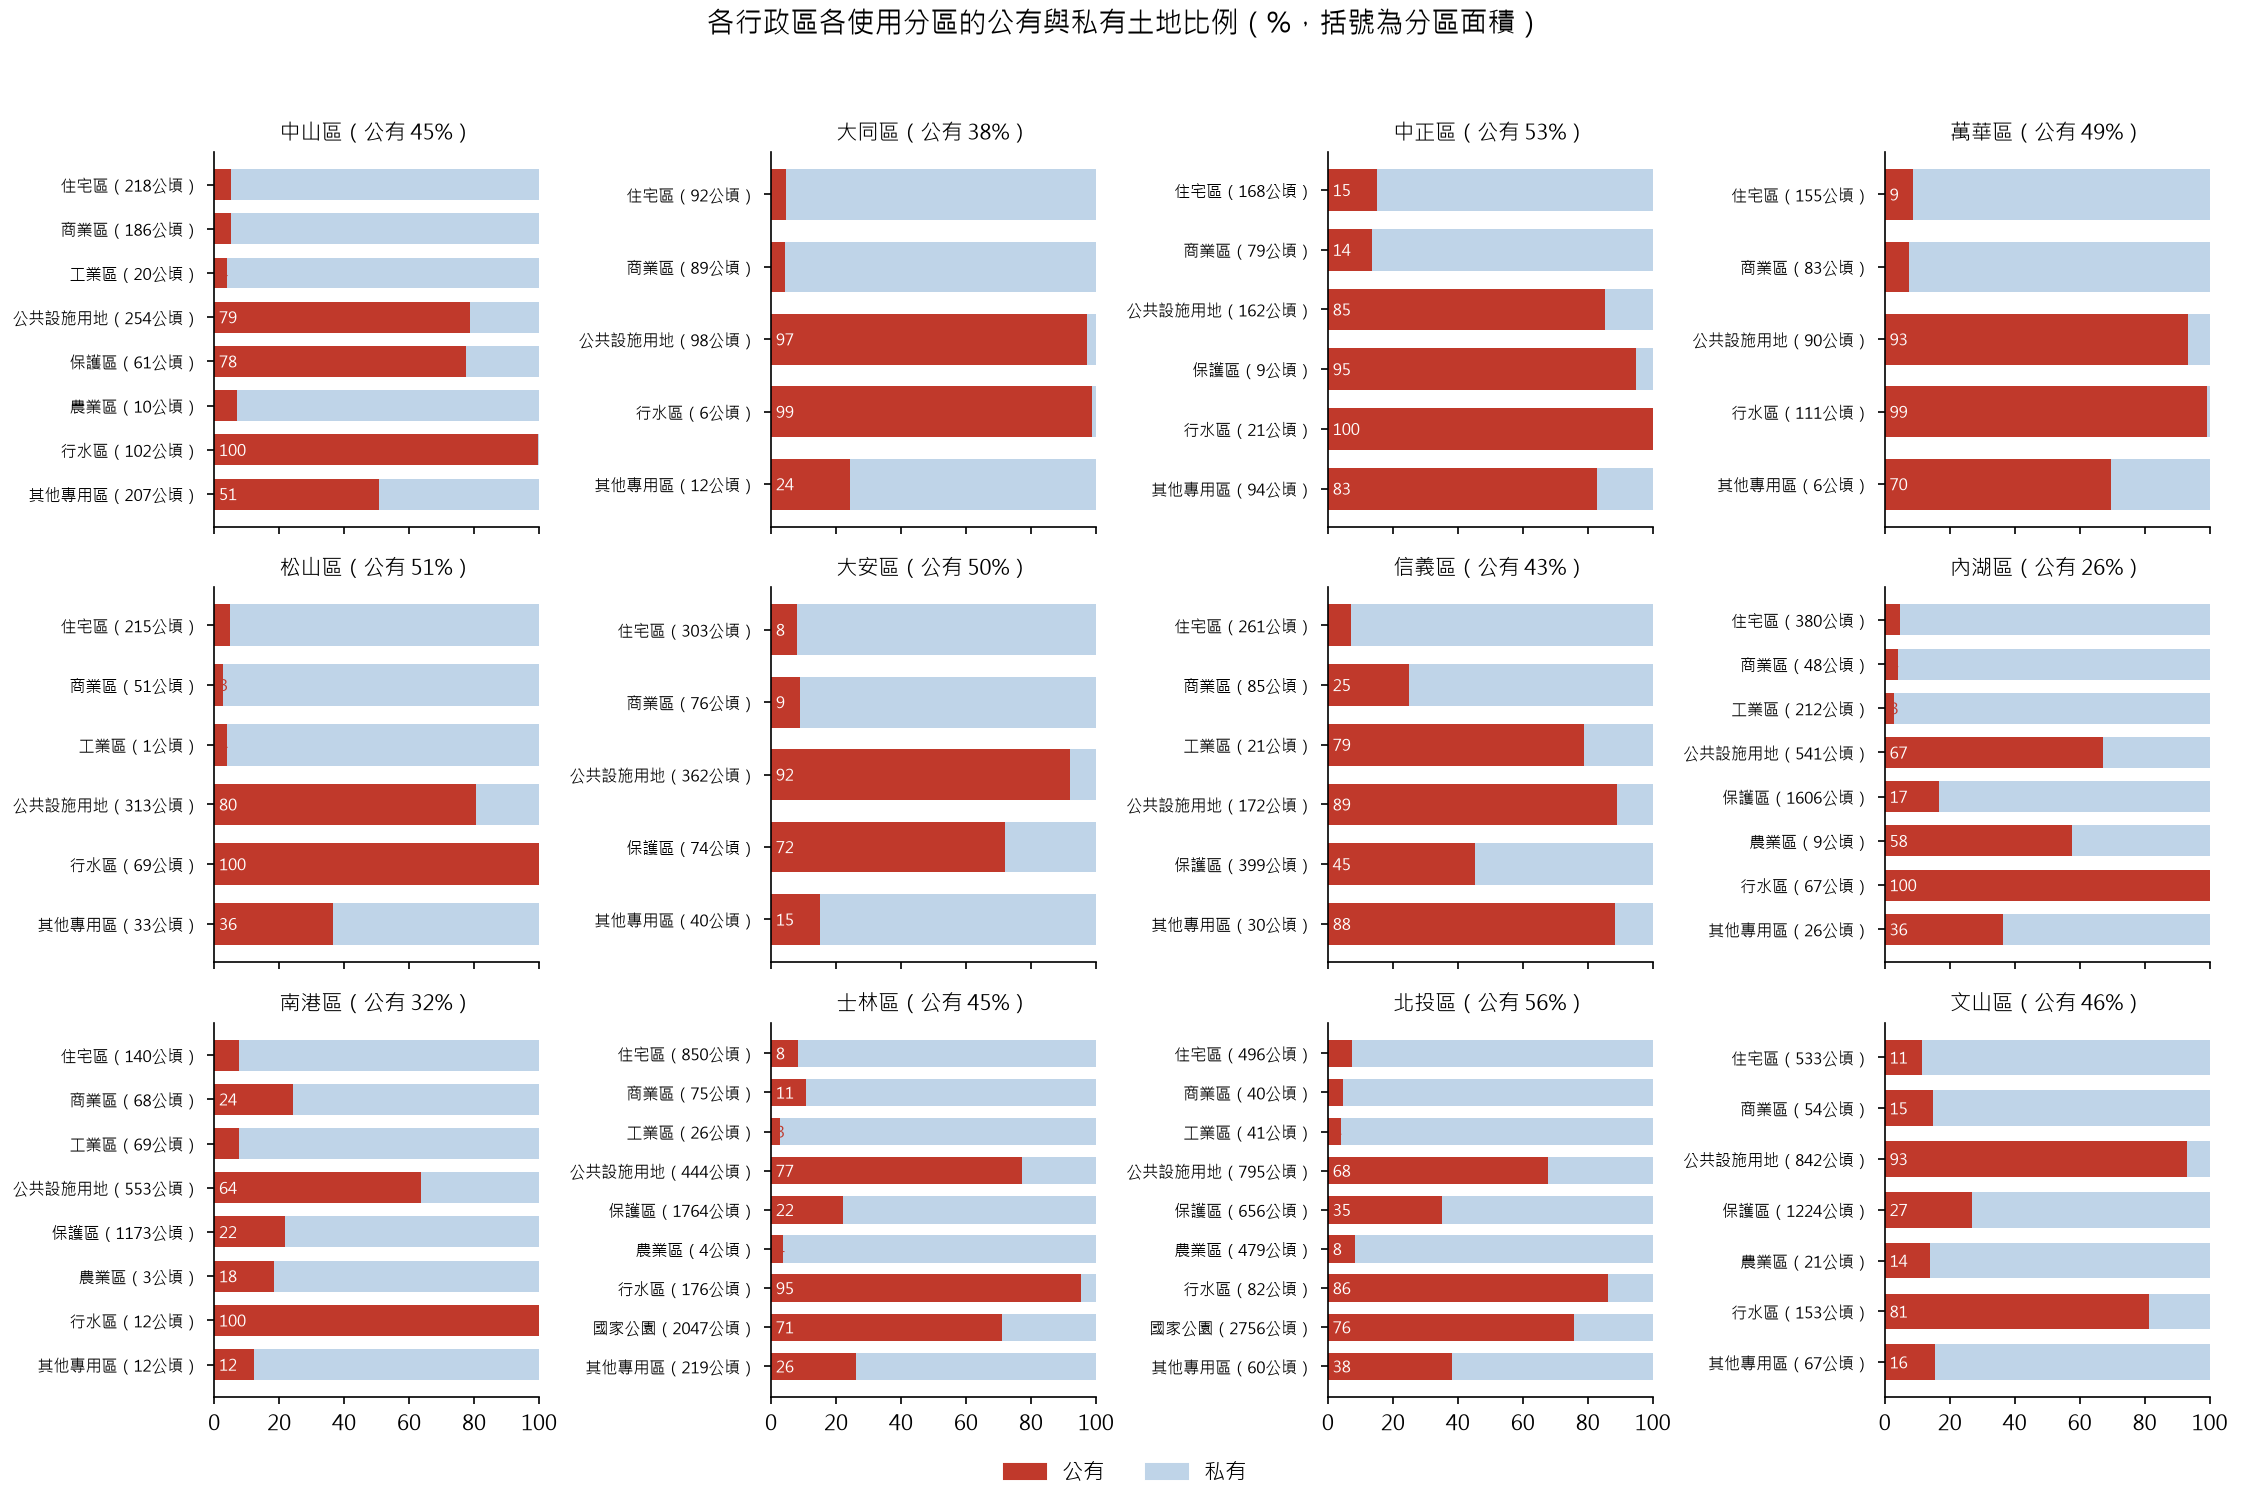 各行政區各使用分區的公有與私有土地比例（%，括號為分區面積）
中山區（公有 45%）
住宅區（218公頃）
商業區（186公頃）
工業區（20公頃）
公共設施用地（254公頃） 79
保護區（61公頃） 78
農業區（10公頃）
行水區（102公頃） 100
其他專用區（207公頃） 51
大同區（公有 38%）
住宅區（92公頃）
商業區（89公頃）
公共設施用地（98公頃） 97
行水區（6公頃） 99
其他專用區（12公頃） 24
中正區（公有 53%）
住宅區（168公頃） 15
商業區（79公頃） 14
公共設施用地（162公頃） 85
保護區（9公頃） 95
行水區（21公頃） 100
其他專用區（94公頃） 83
萬華區（公有 49%）
住宅區（155公頃） 9
商業區（83公頃）
公共設施用地（90公頃） 93
行水區（111公頃） 99
其他專用區（6公頃） 70
松山區（公有 51%）
住宅區（215公頃）
商業區（51公頃） 3
工業區（1公頃）
公共設施用地（313公頃） 80
行水區（69公頃） 100
其他專用區（33公頃） 36
大安區（公有 50%）
住宅區（303公頃） 8
商業區（76公頃） 9
公共設施用地（362公頃） 92
保護區（74公頃） 72
其他專用區（40公頃） 15
信義區（公有 43%）
住宅區（261公頃）
商業區（85公頃） 25
工業區（21公頃） 79
公共設施用地（172公頃） 89
保護區（399公頃） 45
其他專用區（30公頃） 88
內湖區（公有 26%）
住宅區（380公頃）
商業區（48公頃）
工業區（212公頃） 3
公共設施用地（541公頃） 67
保護區（1606公頃） 17
農業區（9公頃） 58
行水區（67公頃） 100
其他專用區（26公頃） 36
南港區（公有 32%）
住宅區（140公頃）
商業區（68公頃） 24
工業區（69公頃）
公共設施用地（553公頃） 64
保護區（1173公頃） 22
農業區（3公頃） 18
行水區（12公頃） 100
其他專用區（12公頃） 12
0 20 40 60 80 100
士林區（公有 45%）
住宅區（850公頃） 8
商業區（75公頃） 11
工業區（26公頃） 3
公共設施用地（444公頃） 77
保護區（1764公頃） 22
農業區（4公頃）
行水區（176公頃） 95
國家公園（2047公頃） 71
其他專用區（219公頃） 26
0 20 40 60 80 100
北投區（公有 56%）
住宅區（496公頃）
商業區（40公頃）
工業區（41公頃）
公共設施用地（795公頃） 68
保護區（656公頃） 35
農業區（479公頃） 8
行水區（82公頃） 86
國家公園（2756公頃） 76
其他專用區（60公頃） 38
0 20 40 60 80 100
文山區（公有 46%）
住宅區（533公頃） 11
商業區（54公頃） 15
公共設施用地（842公頃） 93
保護區（1224公頃） 27
農業區（21公頃） 14
行水區（153公頃） 81
其他專用區（67公頃） 16
0 20 40 60 80 100
公有 私有